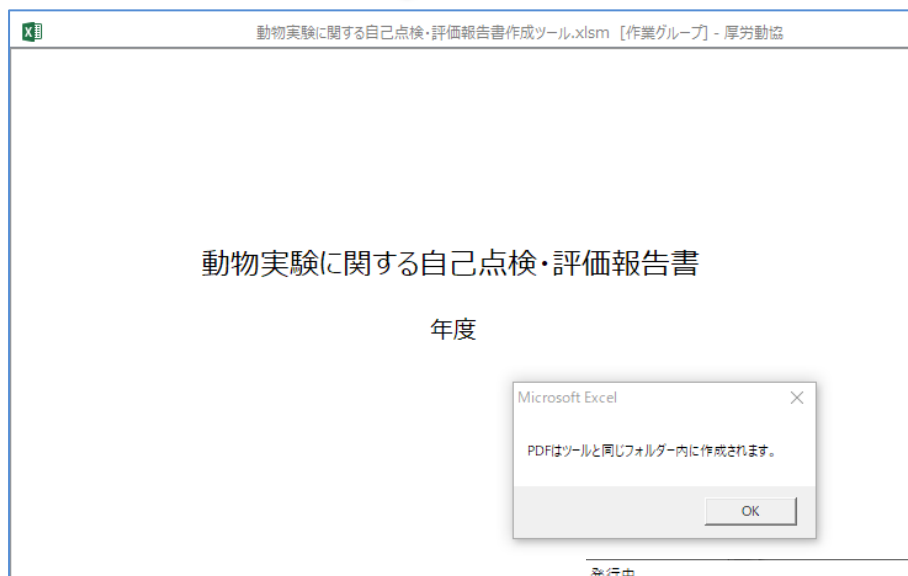 動物実験に関する自己点検・評価報告書作成ツール.xlsm [作業グループ] - 厚労動協
動物実験に関する自己点検・評価報告書
年度
Microsoft Excel
PDFはツールと同じフォルダー内に作成されます。
OK
発行中